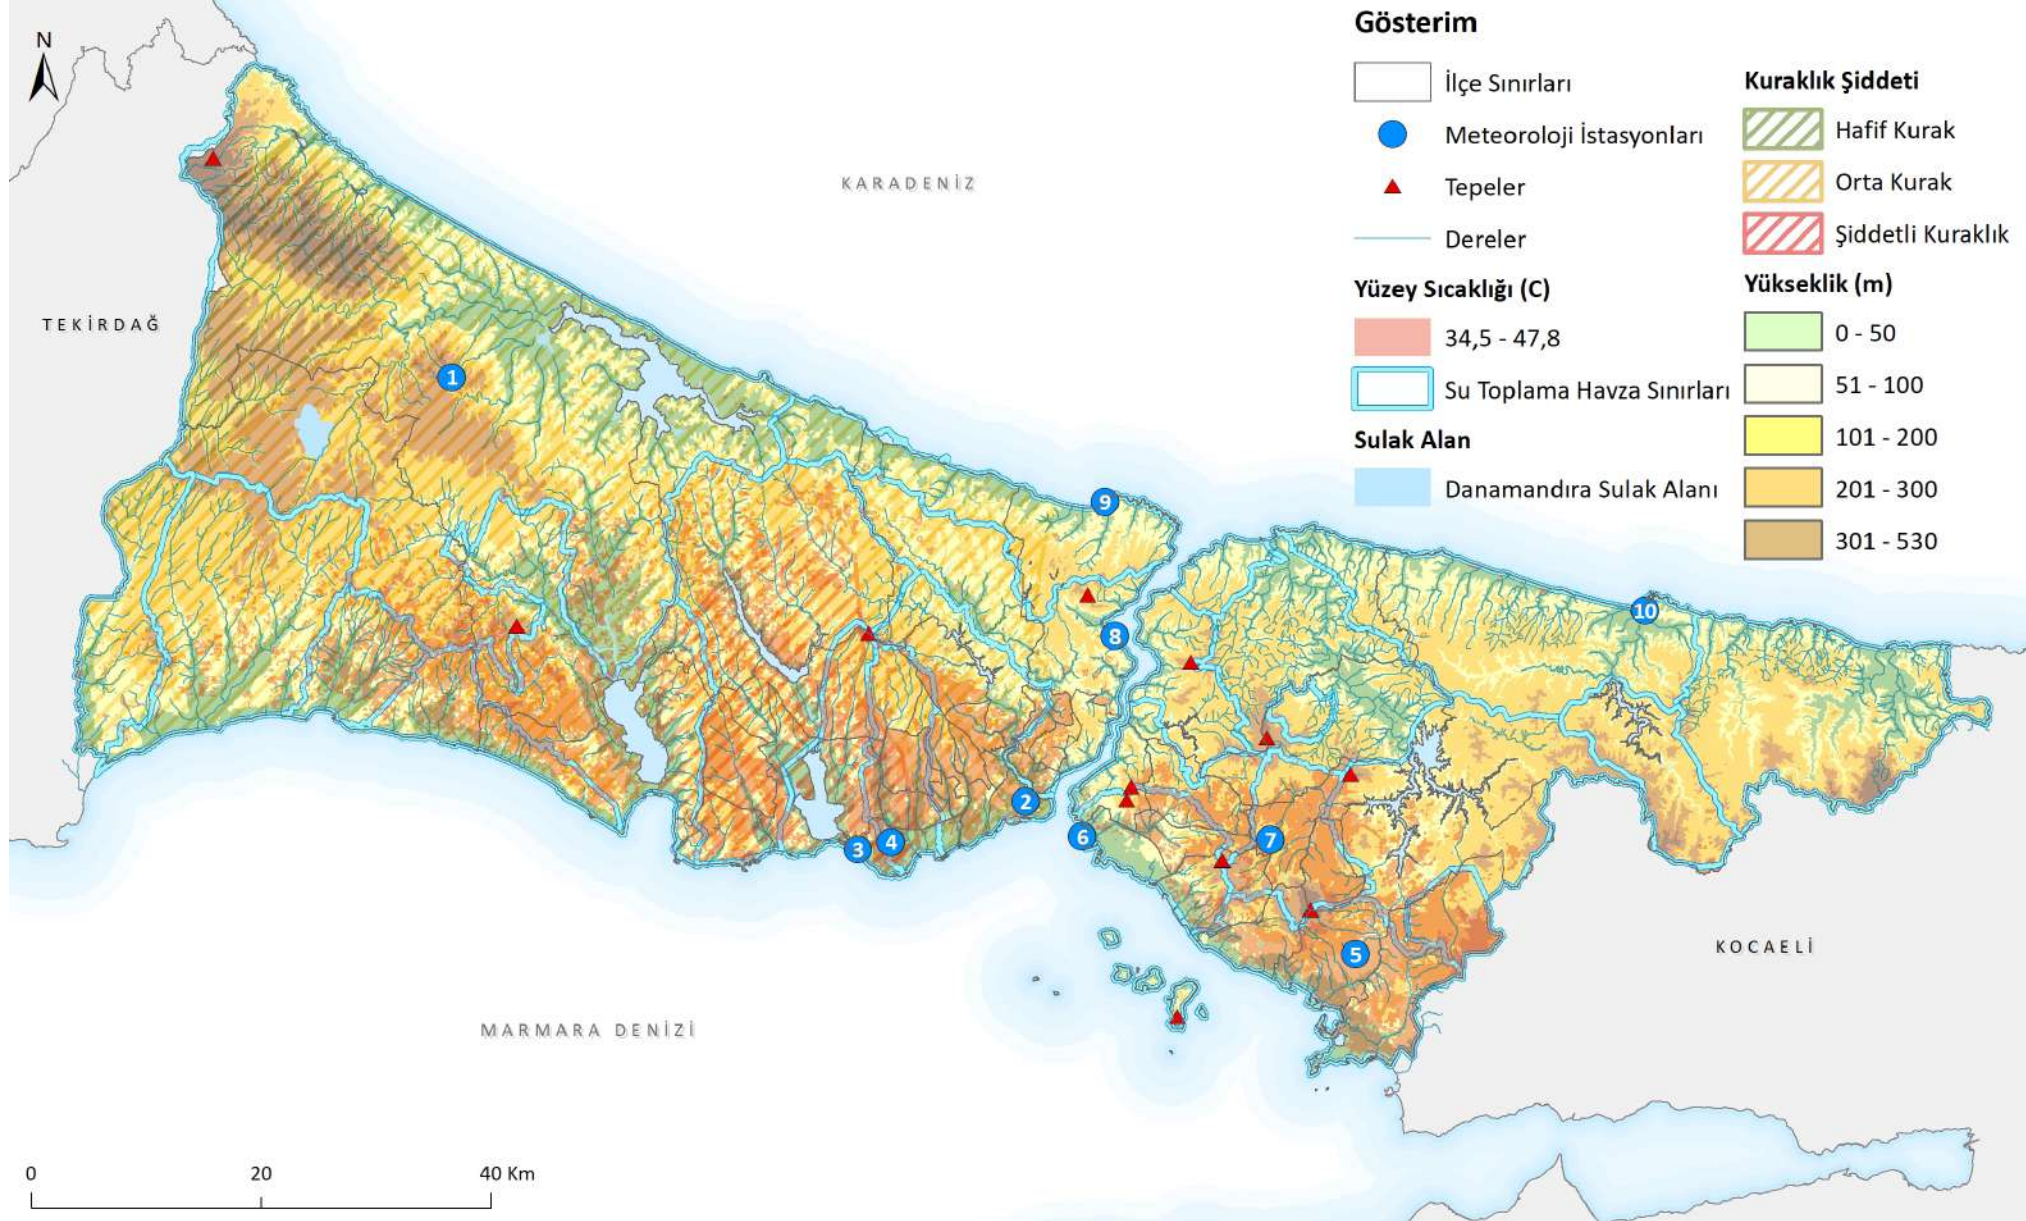 Gösterim
İlçe Sınırları
Meteoroloji İstasyonları
Tepeler
Dereler
Yüzey Sıcaklığı (C)
34,5 - 47,8
Su Toplama Havza Sınırları
Sulak Alan
Danamandıra Sulak Alanı
Kuraklık Şiddeti
Hafif Kurak
Orta Kurak
Şiddetli Kuraklık
Yükseklik (m)
0 - 50
51 - 100
101 - 200
201 - 300
301 - 530
N
KARADENİZ
TEKİRDAĞ
1
9
10
8
2
6
7
3
4
5
KOCAELİ
MARMARA DENİZİ
0 20 40 Km